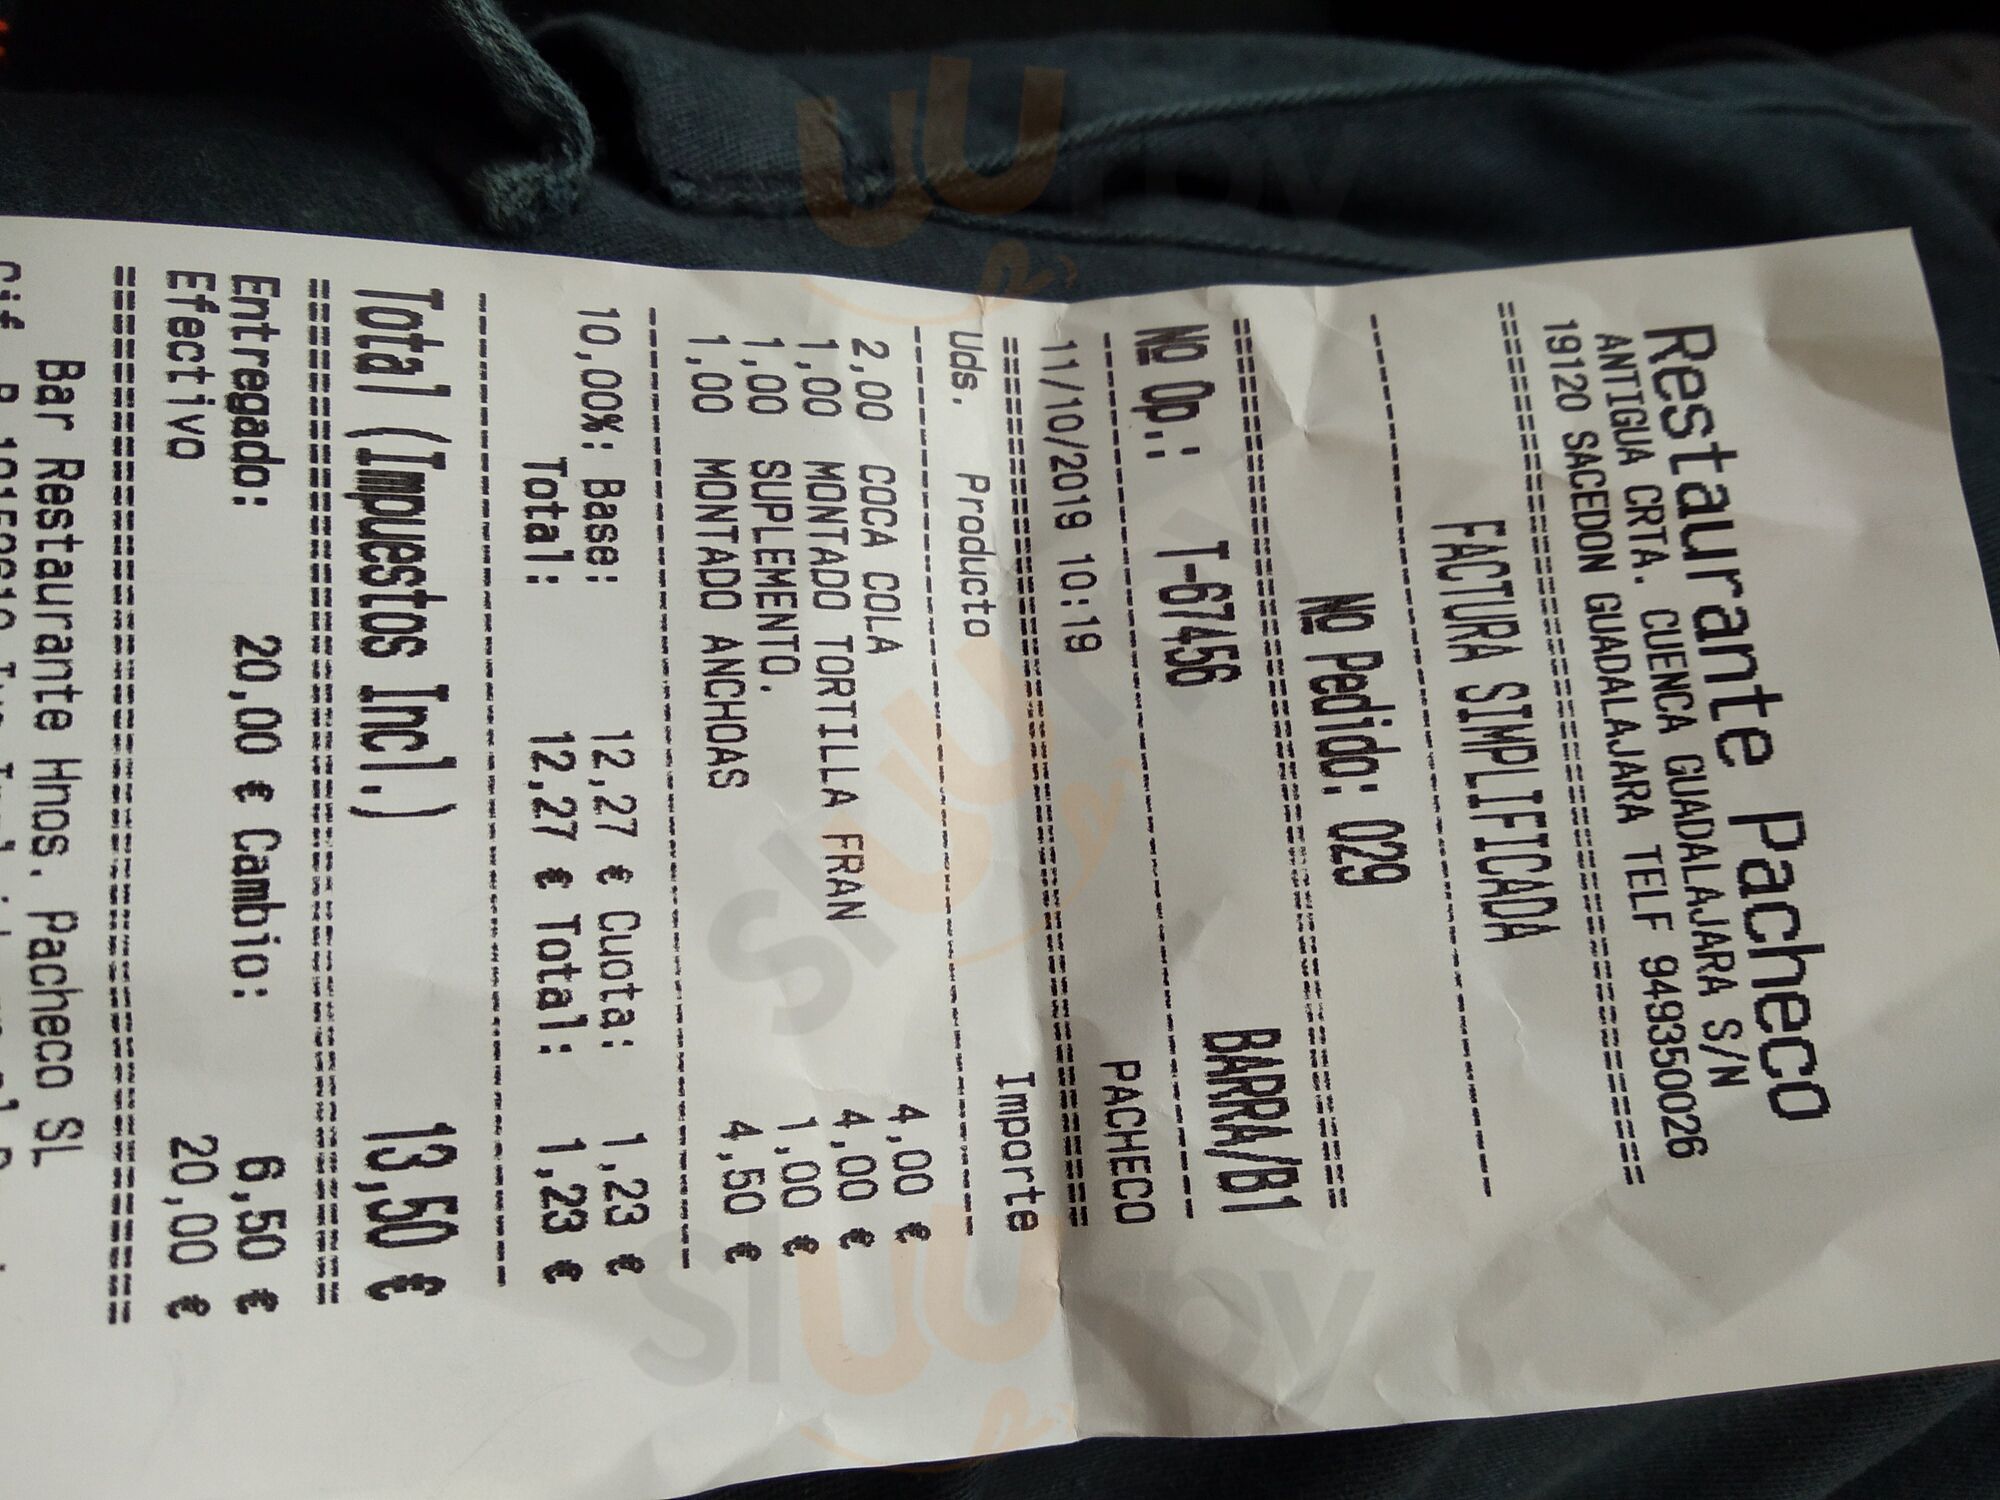 Restaurante Pacheco
ANTIGUA CRTA. CUENCA GUADALAJARA S/N
19120 SACEDON GUADALAJARA TELF 949350026
========================================
FACTURA SIMPLIFICADA
----------------------------------------
Nº Pedido: 029
========================================
Nº Op.: T-67456 BARRA/B1
----------------------------------------
11/10/2019 10:19 PACHECO
========================================
Uds. Producto Importe
----------------------------------------
2,00 COCA COLA 4,00 €
1,00 MONTADO TORTILLA FRAN 4,00 €
1,00 SUPLEMENTO. 1,00 €
1,00 MONTADO ANCHOAS 4,50 €
----------------------------------------
10,00%: Base: 12,27 € Cuota: 1,23 €
Total: 12,27 € Total: 1,23 €
----------------------------------------
Total (Impuestos Incl.) 13,50 €
========================================
Entregado: 20,00 € Cambio: 6,50 €
Efectivo 20,00 €
========================================
Bar Restaurante Hnos. Pacheco SL
sluurpy
sluurpy
sluurpy